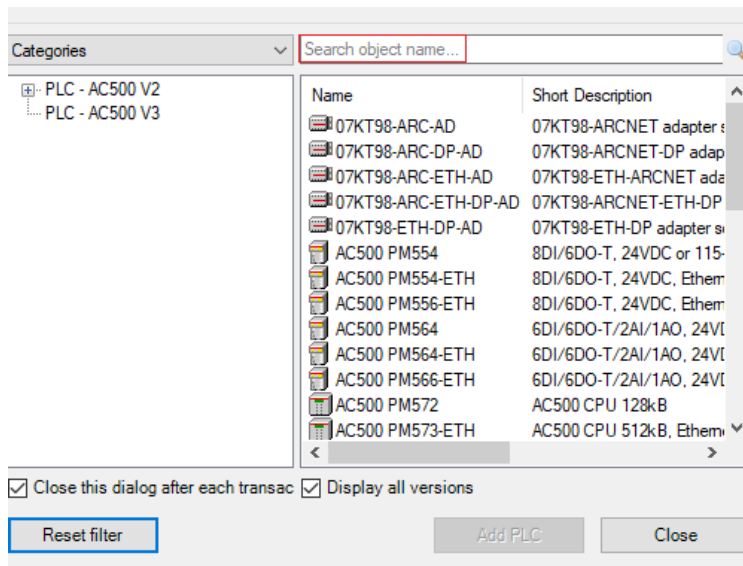 Categories
Search object name...
PLC - AC500 V2
PLC - AC500 V3
Name Short Description
07KT98-ARC-AD 07KT98-ARCNET adapter s
07KT98-ARC-DP-AD 07KT98-ARCNET-DP adap
07KT98-ARC-ETH-AD 07KT98-ETH-ARCNET ada
07KT98-ARC-ETH-DP-AD 07KT98-ARCNET-ETH-DP
07KT98-ETH-DP-AD 07KT98-ETH-DP adapter so
AC500 PM554 8DI/6DO-T, 24VDC or 115-
AC500 PM554-ETH 8DI/6DO-T, 24VDC, Ethern
AC500 PM556-ETH 8DI/6DO-T, 24VDC, Ethern
AC500 PM564 6DI/6DO-T/2AI/1AO, 24VD
AC500 PM564-ETH 6DI/6DO-T/2AI/1AO, 24VD
AC500 PM566-ETH 6DI/6DO-T/2AI/1AO, 24VD
AC500 PM572 AC500 CPU 128kB
AC500 PM573-ETH AC500 CPU 512kB, Etherne
Close this dialog after each transac Display all versions
Reset filter Add PLC Close